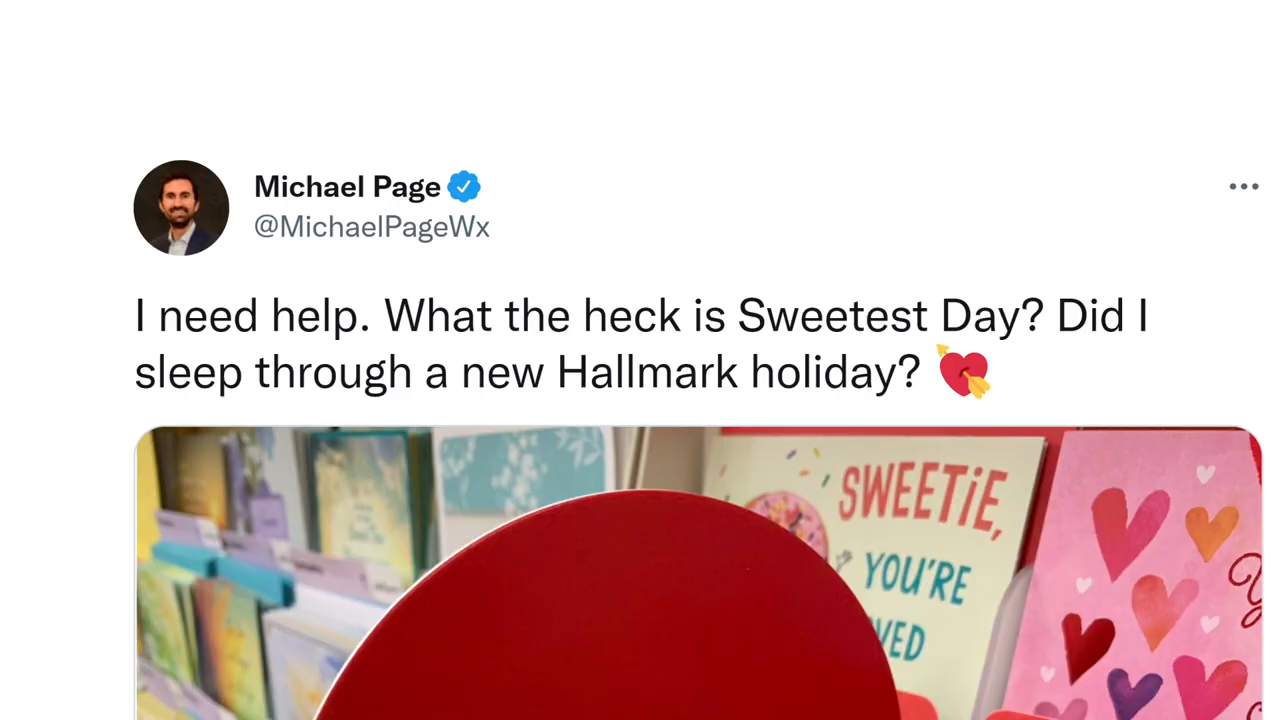 Michael Page
@MichaelPageWx
I need help. What the heck is Sweetest Day? Did I
sleep through a new Hallmark holiday? 💘
SWEETiE,
YOU'RE